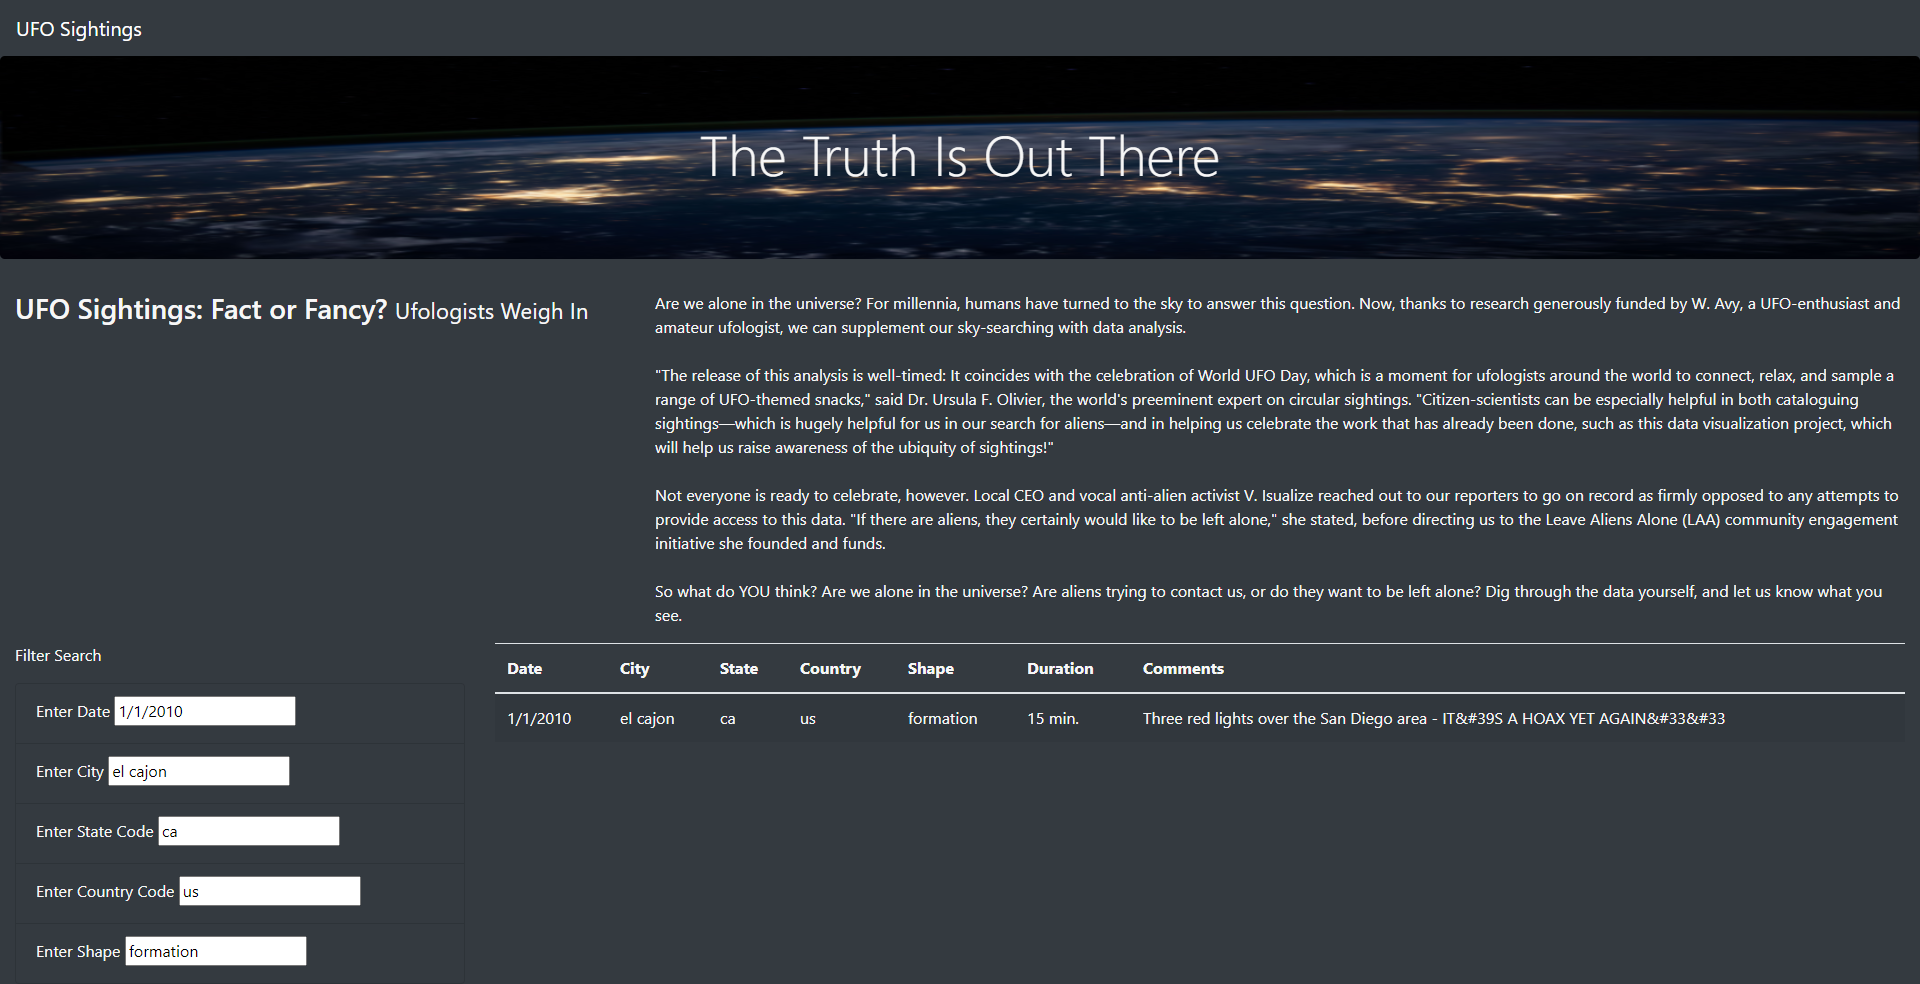 UFO Sightings
The Truth Is Out There
UFO Sightings: Fact or Fancy? Ufologists Weigh In
Are we alone in the universe? For millennia, humans have turned to the sky to answer this question. Now, thanks to research generously funded by W. Avy, a UFO-enthusiast and
amateur ufologist, we can supplement our sky-searching with data analysis.
"The release of this analysis is well-timed: It coincides with the celebration of World UFO Day, which is a moment for ufologists around the world to connect, relax, and sample a
range of UFO-themed snacks," said Dr. Ursula F. Olivier, the world's preeminent expert on circular sightings. "Citizen-scientists can be especially helpful in both cataloguing
sightings—which is hugely helpful for us in our search for aliens—and in helping us celebrate the work that has already been done, such as this data visualization project, which
will help us raise awareness of the ubiquity of sightings!"
Not everyone is ready to celebrate, however. Local CEO and vocal anti-alien activist V. Isualize reached out to our reporters to go on record as firmly opposed to any attempts to
provide access to this data. "If there are aliens, they certainly would like to be left alone," she stated, before directing us to the Leave Aliens Alone (LAA) community engagement
initiative she founded and funds.
So what do YOU think? Are we alone in the universe? Are aliens trying to contact us, or do they want to be left alone? Dig through the data yourself, and let us know what you
see.
Filter Search
Enter Date 1/1/2010
Enter City el cajon
Enter State Code ca
Enter Country Code us
Enter Shape formation
Date City State Country Shape Duration Comments
1/1/2010 el cajon ca us formation 15 min. Three red lights over the San Diego area - IT&#39S A HOAX YET AGAIN&#33&#33